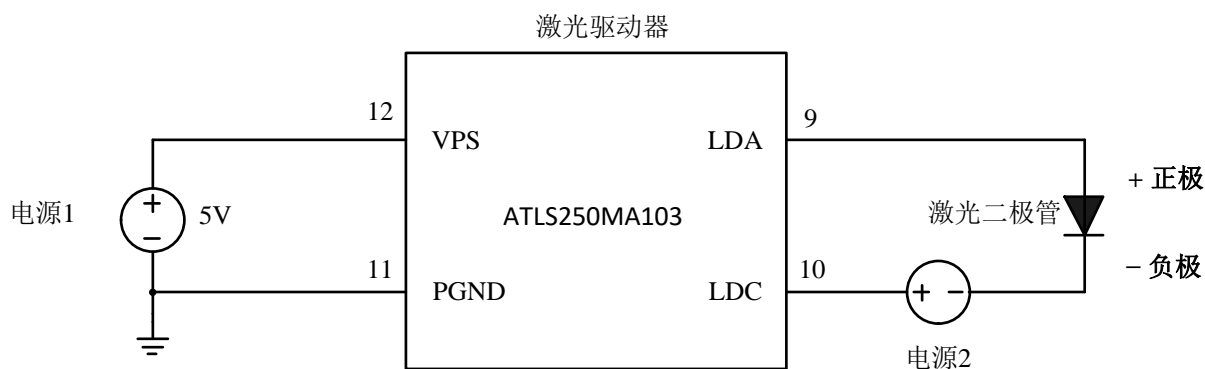 激光驱动器
12
9
VPS
LDA
+ 正极
电源1
+
5V
ATLS250MA103
激光二极管
−
− 负极
11
10
PGND
LDC
+ -
电源2